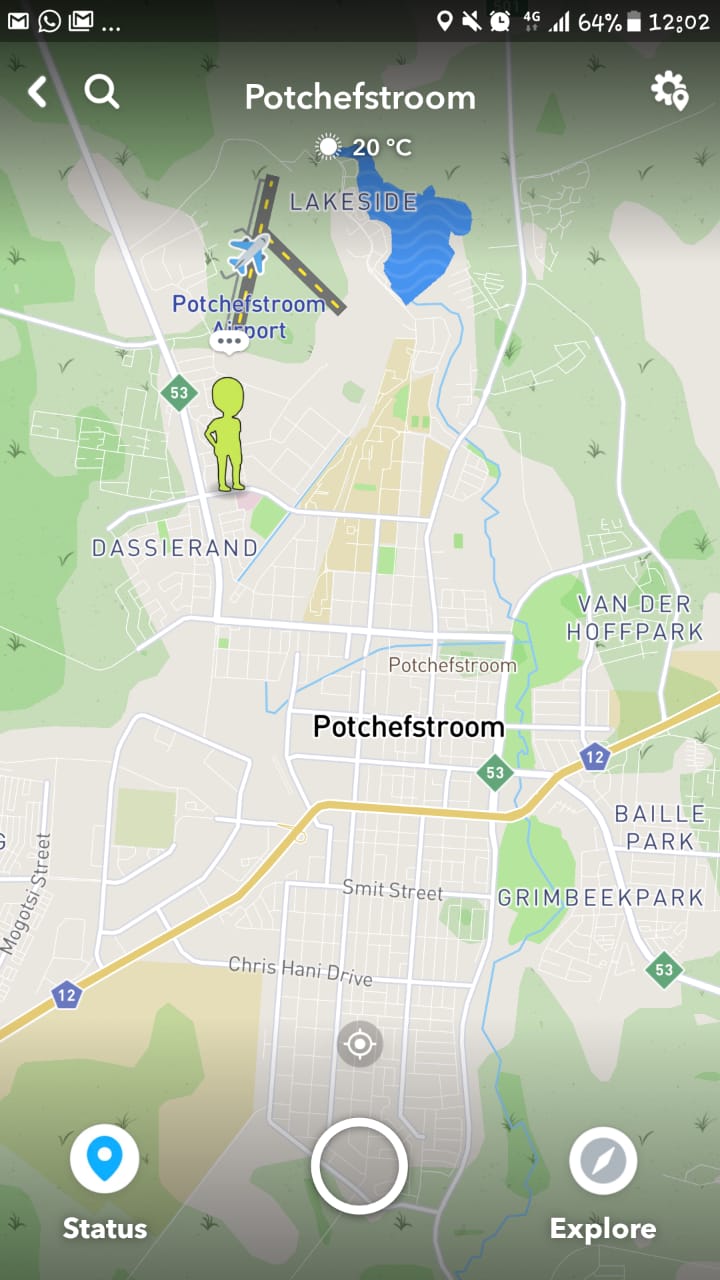 ...
4G
64%
12:02
Potchefstroom
20 °C
LAKESIDE
Potchefstroom
Airport
53
DASSIERAND
VAN DER
HOFFPARK
Potchefstroom
Potchefstroom
12
53
BAILLE
PARK
Smit Street
GRIMBEEKPARK
Mogotsi Street
Chris Hani Drive
53
12
Status
Explore